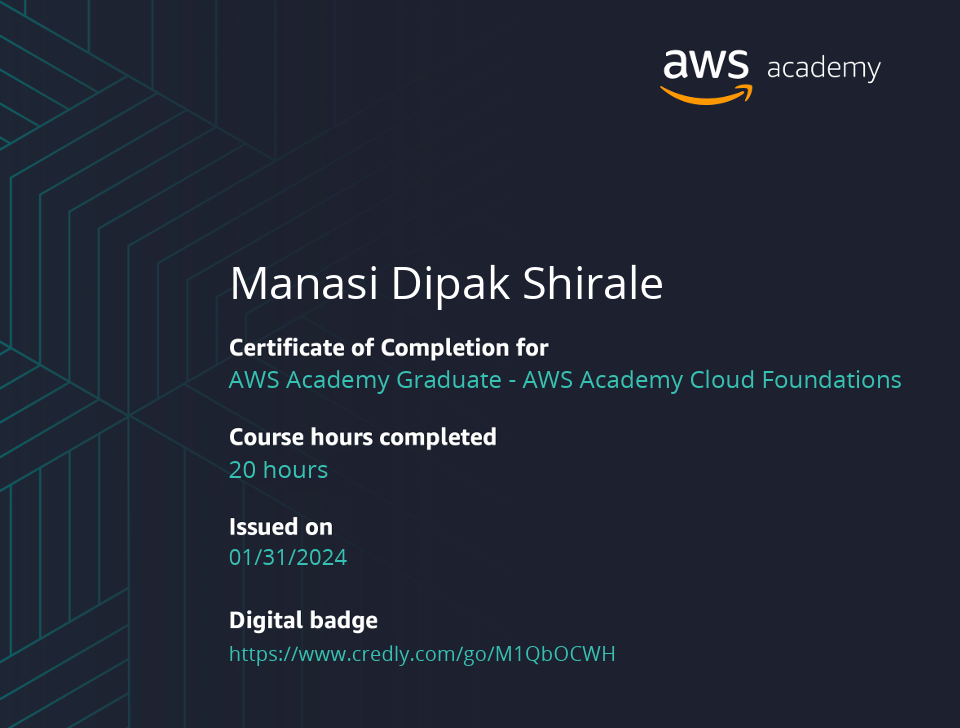 aws academy
Manasi Dipak Shirale
Certificate of Completion for
AWS Academy Graduate - AWS Academy Cloud Foundations
Course hours completed
20 hours
Issued on
01/31/2024
Digital badge
https://www.credly.com/go/M1QbOCWH